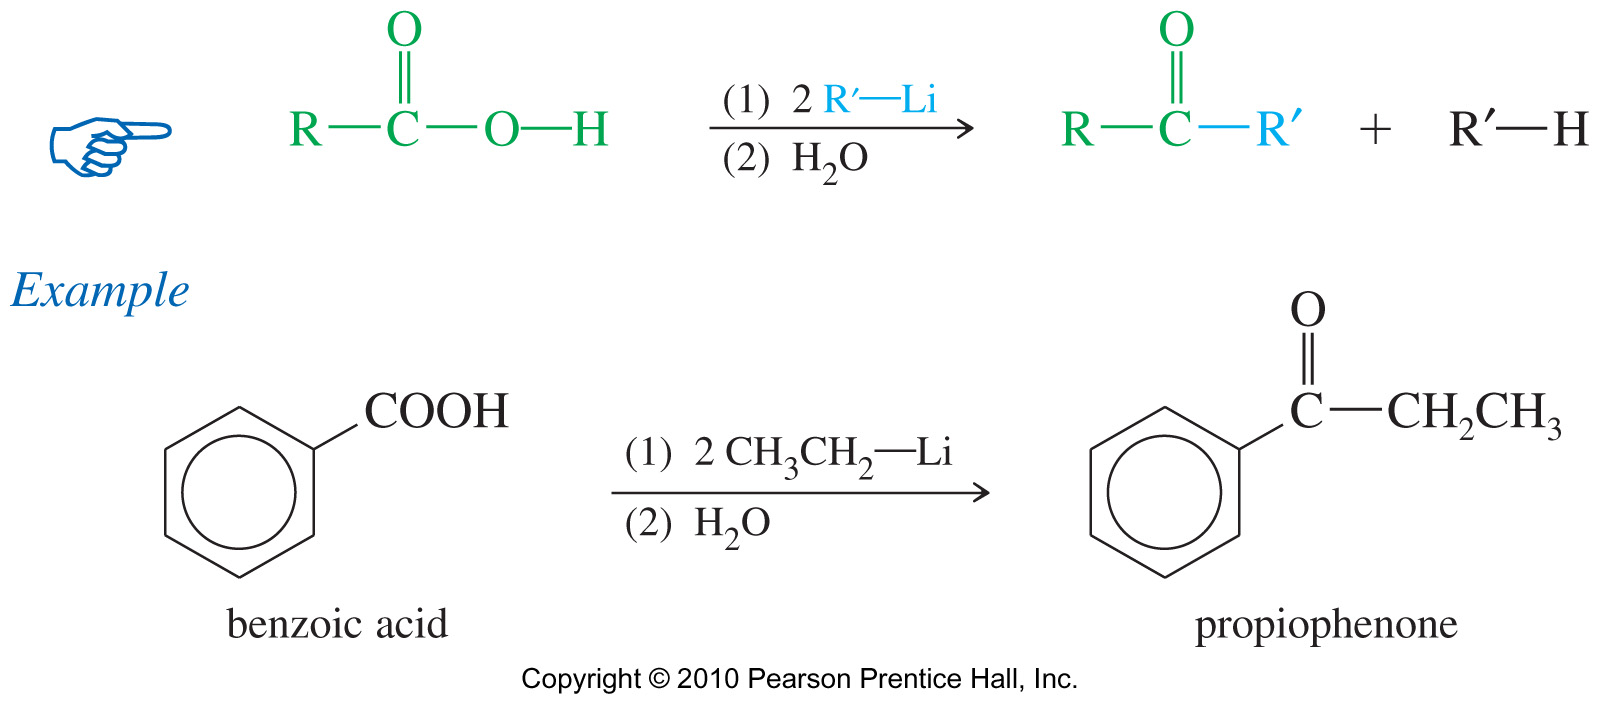 O O
R—C—O—H (1) 2 R′—Li R—C—R′ + R′—H
(2) H₂O
Example
O
COOH C—CH₂CH₃
(1) 2 CH₃CH₂—Li
(2) H₂O
benzoic acid propiophenone
Copyright © 2010 Pearson Prentice Hall, Inc.